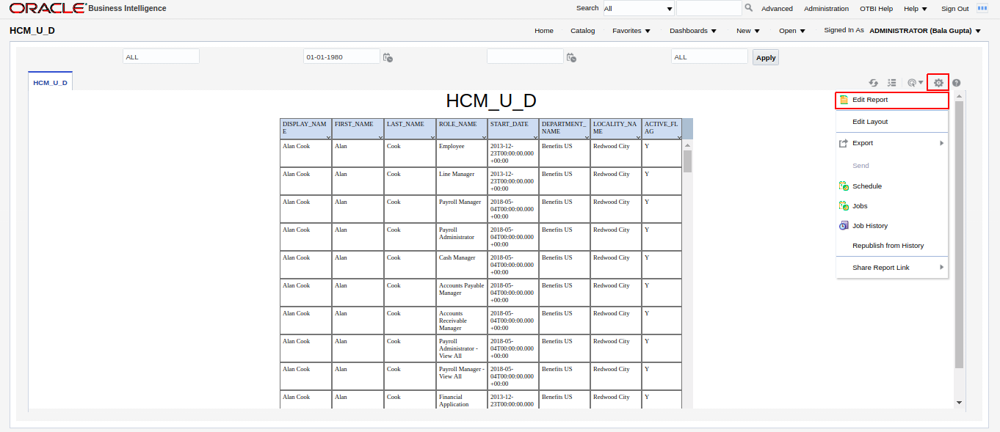 ORACLE Business Intelligence Search All Advanced Administration OTBI Help Help Sign Out
HCM_U_D Home Catalog Favorites Dashboards New Open Signed In As ADMINISTRATOR (Bala Gupta)
ALL 01-01-1980 ALL Apply
HCM_U_D
HCM_U_D
DISPLAY_NAM
E FIRST_NAME LAST_NAME ROLE_NAME START_DATE DEPARTMENT_
NAME LOCALITY_NA
ME ACTIVE_FL
AG
Alan Cook Alan Cook Employee 2013-12-
23T00:00:00.000
+00:00 Benefits US Redwood City Y
Alan Cook Alan Cook Line Manager 2013-12-
23T00:00:00.000
+00:00 Benefits US Redwood City Y
Alan Cook Alan Cook Payroll Manager 2018-05-
04T00:00:00.000
+00:00 Benefits US Redwood City Y
Alan Cook Alan Cook Payroll
Administrator 2018-05-
04T00:00:00.000
+00:00 Benefits US Redwood City Y
Alan Cook Alan Cook Cash Manager 2018-05-
04T00:00:00.000
+00:00 Benefits US Redwood City Y
Alan Cook Alan Cook Accounts Payable
Manager 2018-05-
04T00:00:00.000
+00:00 Benefits US Redwood City Y
Alan Cook Alan Cook Accounts
Receivable
Manager 2018-05-
04T00:00:00.000
+00:00 Benefits US Redwood City Y
Alan Cook Alan Cook Payroll
Administrator -
View All 2018-05-
04T00:00:00.000
+00:00 Benefits US Redwood City Y
Alan Cook Alan Cook Payroll Manager -
View All 2018-05-
04T00:00:00.000
+00:00 Benefits US Redwood City Y
Alan Cook Alan Cook Financial
Application 2013-12-
23T00:00:00.000 Benefits US Redwood City Y
Edit Report
Edit Layout
Export
Send
Schedule
Jobs
Job History
Republish from History
Share Report Link